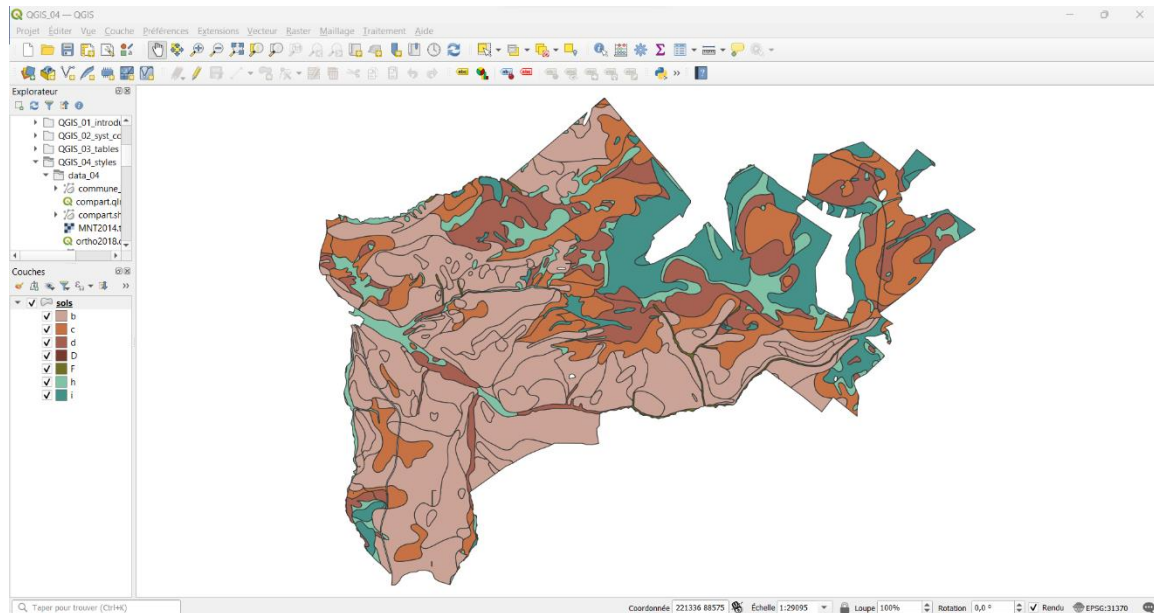 QGIS_04 — QGIS
Projet Éditer Vue Couche Préférences Extensions Vecteur Raster Maillage Traitement Aide
Explorateur
QGIS_01_introdu
QGIS_02_syst_cc
QGIS_03_tables
QGIS_04_styles
data_04
commune_
compart.qlr
compart.sh
MNT2014.t
ortho2018.
Couches
sols
b
c
d
D
F
h
i
Taper pour trouver (Ctrl+K)
Coordonnée 221336 88575 Échelle 1:29095 Loupe 100% Rotation 0,0 ° Rendu EPSG:31370